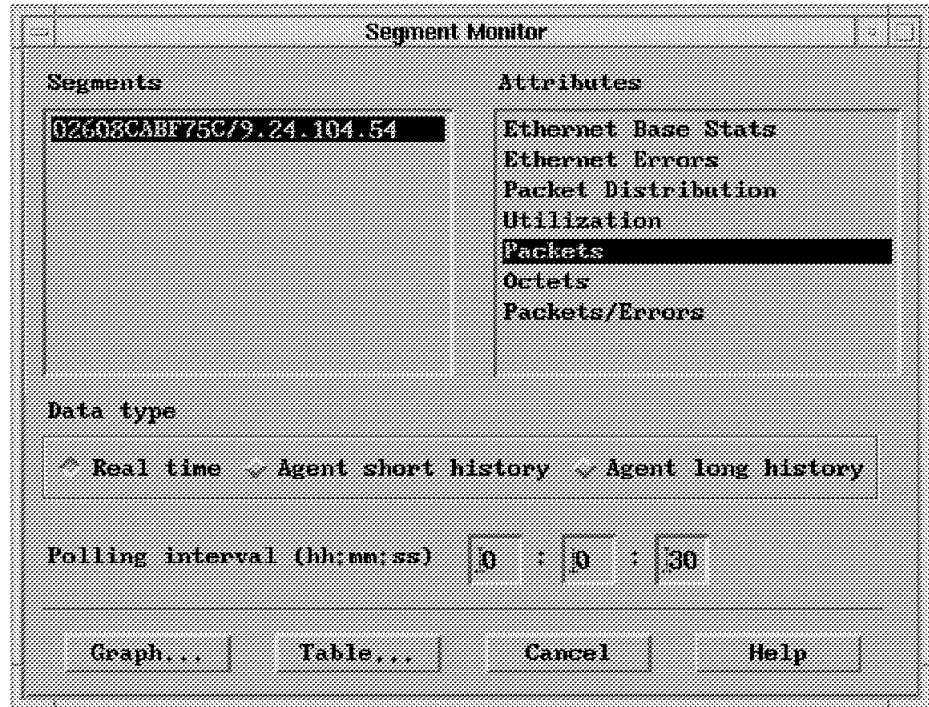 Segment Monitor
Segments
02608CABF75C/9.24.104.54
Attributes
Ethernet Base Stats
Ethernet Errors
Packet Distribution
Utilization
Packets
Octets
Packets/Errors
Data type
Real time Agent short history Agent long history
Polling interval (hh:mm:ss) 0 : 0 : 30
Graph... Table... Cancel Help